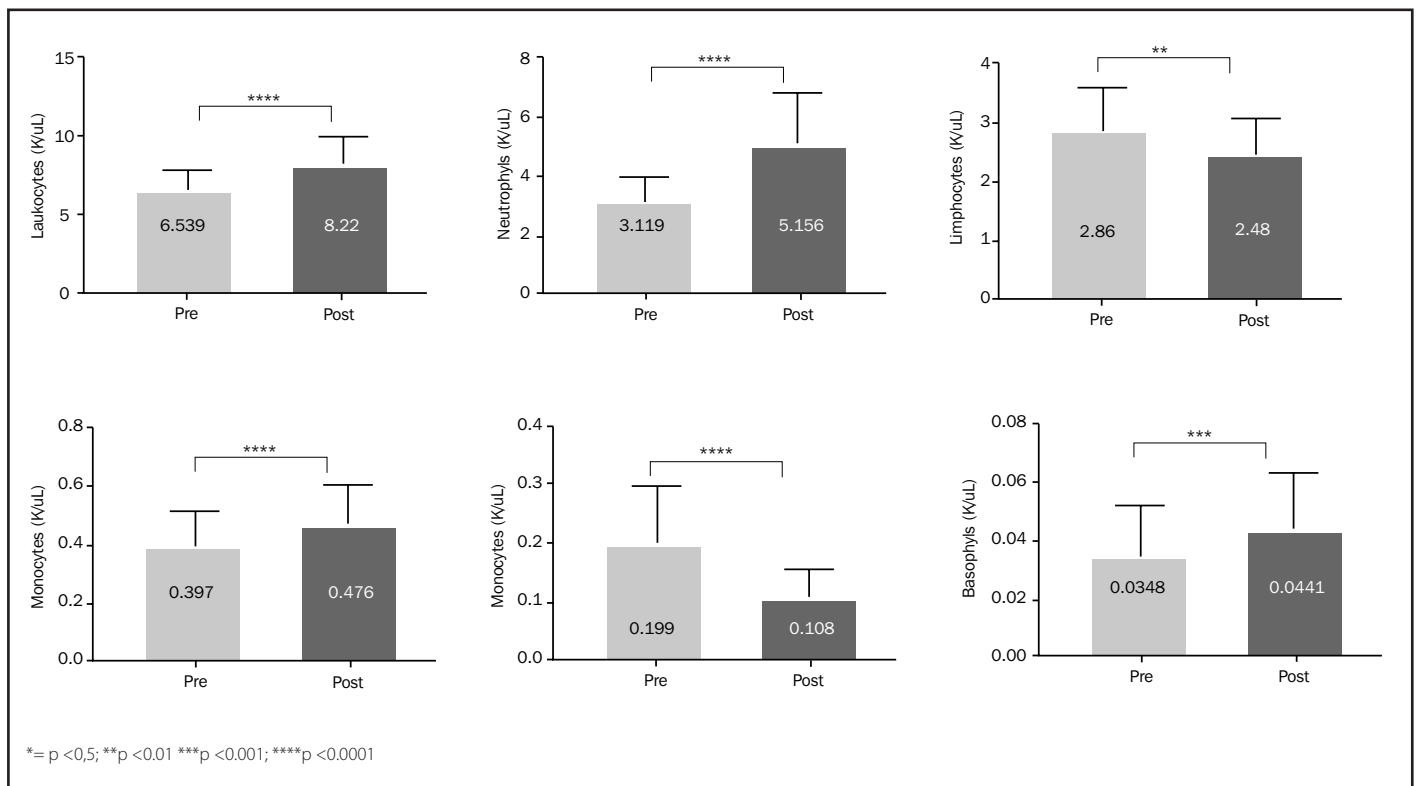 Laukocytes (K/uL)
15
10
5
0
****
6.539
8.22
Pre
Post
Neutrophyls (K/uL)
8
6
4
2
0
****
3.119
5.156
Pre
Post
Limphocytes (K/uL)
4
3
2
1
0
**
2.86
2.48
Pre
Post
Monocytes (K/uL)
0.8
0.6
0.4
0.2
0.0
****
0.397
0.476
Pre
Post
Monocytes (K/uL)
0.4
0.3
0.2
0.1
0.0
****
0.199
0.108
Pre
Post
Basophyls (K/uL)
0.08
0.06
0.04
0.02
0.00
***
0.0348
0.0441
Pre
Post
*= p <0,5; **p <0.01 ***p <0.001; ****p <0.0001